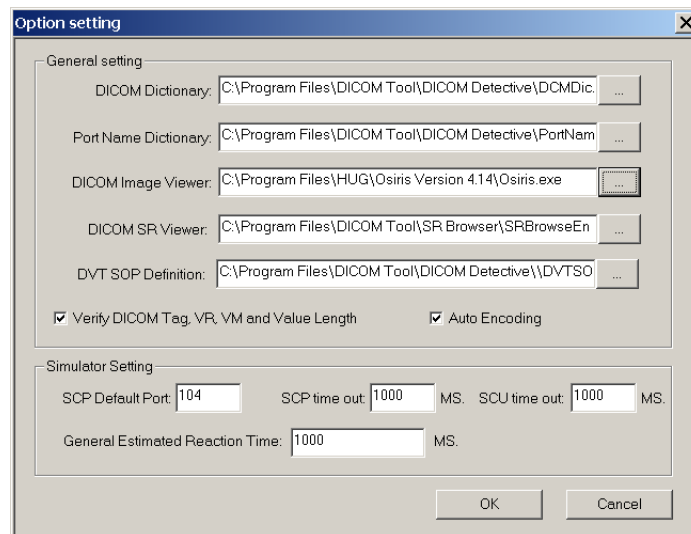 Option setting
General setting
DICOM Dictionary: C:\Program Files\DICOM Tool\DICOM Detective\DCMDic. ...
Port Name Dictionary: C:\Program Files\DICOM Tool\DICOM Detective\PortNam ...
DICOM Image Viewer: C:\Program Files\HUG\Osiris Version 4.14\Osiris.exe ...
DICOM SR Viewer: C:\Program Files\DICOM Tool\SR Browser\SRBrowseEn ...
DVT SOP Definition: C:\Program Files\DICOM Tool\DICOM Detective\\DVTSO ...
Verify DICOM Tag, VR, VM and Value Length Auto Encoding
Simulator Setting
SCP Default Port: 104 SCP time out: 1000 MS. SCU time out: 1000 MS.
General Estimated Reaction Time: 1000 MS.
OK Cancel